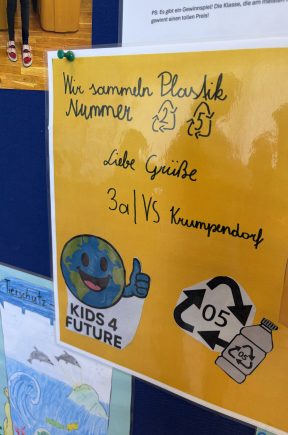 PS: Es gibt ein Gewinnspiel! Die Klasse, die am meisten
gewinnt einen tollen Preis!
Wir sammeln Plastik
Nummer 2 5
Liebe Grüße
3a/VS Krumpendorf
KIDS 4
FUTURE
05
05
Tierschutz